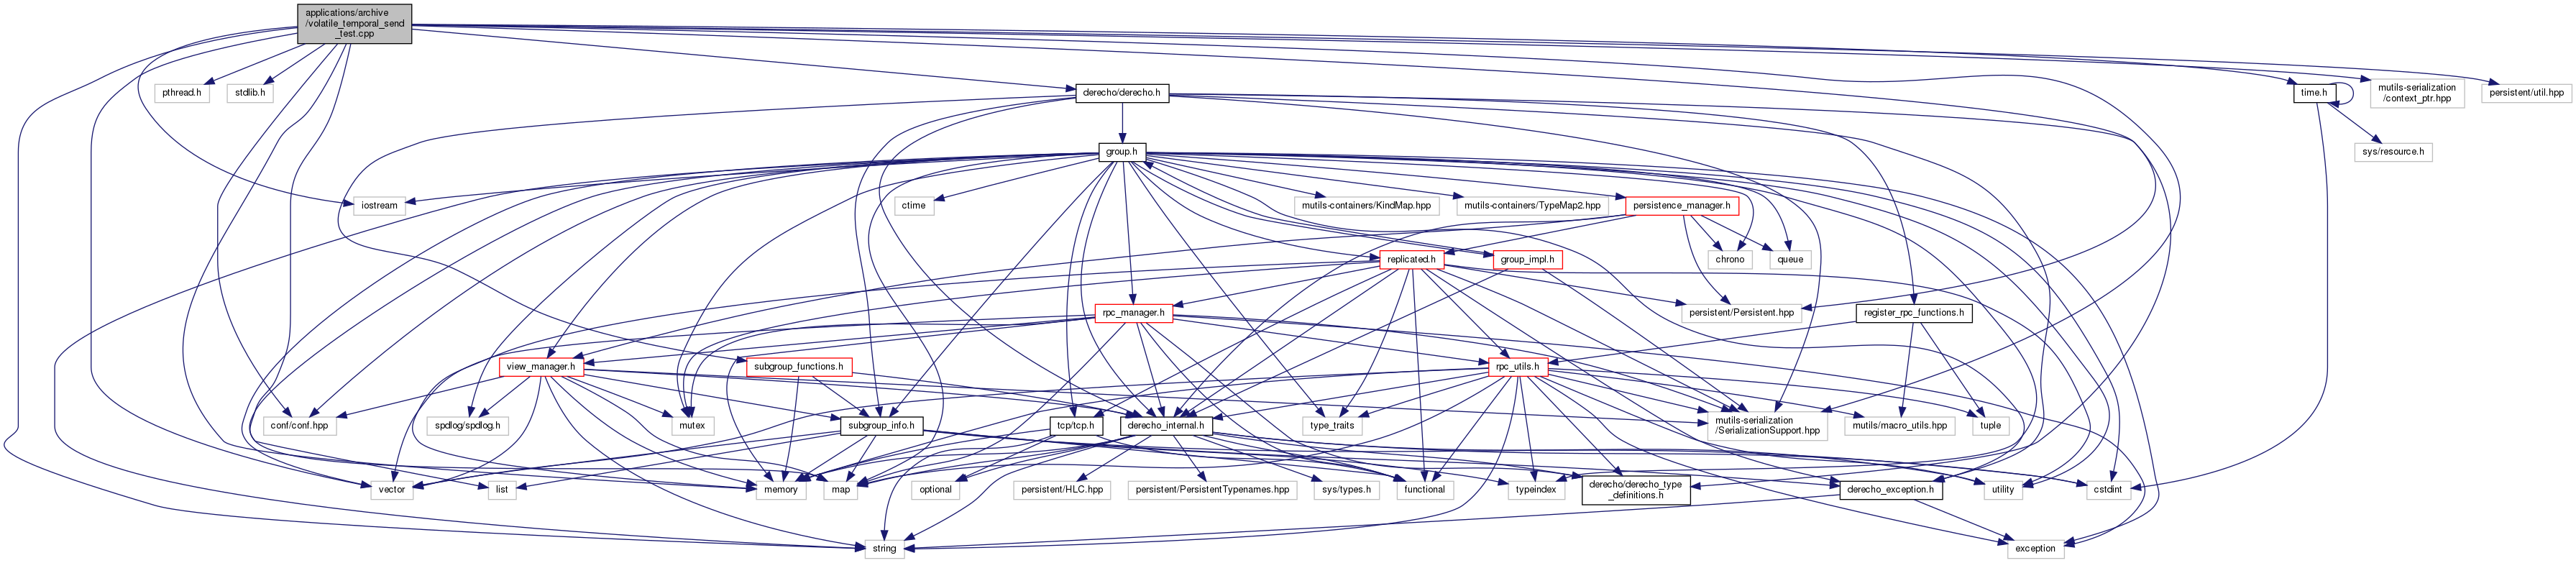 applications/archive
/volatile_temporal_send
_test.cpp
pthread.h
stdlib.h
derecho/derecho.h
time.h
mutils-serialization
/context_ptr.hpp
persistent/util.hpp
group.h
sys/resource.h
iostream
ctime
mutils-containers/KindMap.hpp
mutils-containers/TypeMap2.hpp
persistence_manager.h
replicated.h
group_impl.h
chrono
queue
rpc_manager.h
persistent/Persistent.hpp
register_rpc_functions.h
view_manager.h
subgroup_functions.h
rpc_utils.h
conf/conf.hpp
spdlog/spdlog.h
mutex
subgroup_info.h
tcp/tcp.h
derecho_internal.h
type_traits
mutils-serialization
/SerializationSupport.hpp
mutils/macro_utils.hpp
tuple
vector
list
memory
map
optional
persistent/HLC.hpp
persistent/PersistentTypenames.hpp
sys/types.h
functional
typeindex
derecho/derecho_type
_definitions.h
derecho_exception.h
utility
cstdint
string
exception